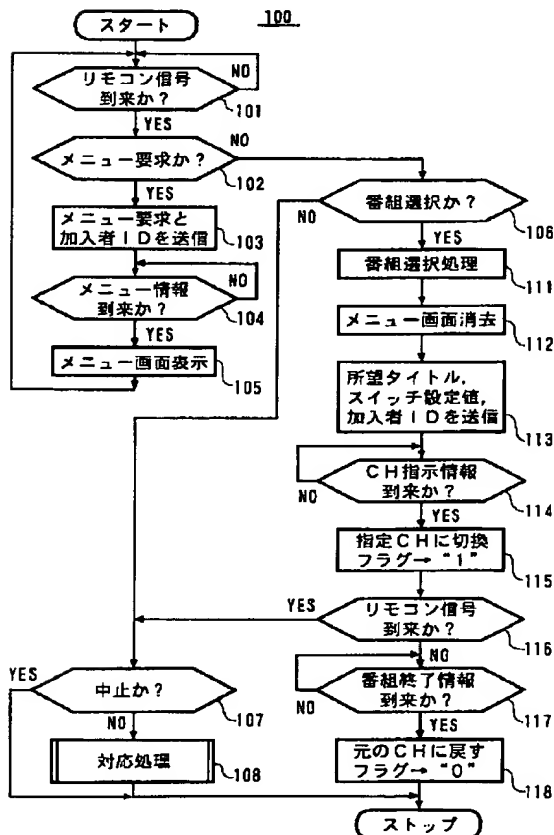 100
スタート
リモコン信号
到来か？
NO
101
YES
メニュー要求か？
NO
102
YES
メニュー要求と
加入者IDを送信
103
メニュー情報
到来か？
NO
104
YES
メニュー画面表示
105
番組選択か？
NO
106
YES
番組選択処理
111
メニュー画面消去
112
所望タイトル，
スイッチ設定値，
加入者IDを送信
113
CH指示情報
到来か？
NO
114
YES
指定CHに切換
フラグ→“1”
115
YES
リモコン信号
到来か？
116
NO
番組終了情報
到来か？
NO
117
YES
元のCHに戻す
フラグ→“0”
118
YES
中止か？
107
NO
対応処理
108
ストップ